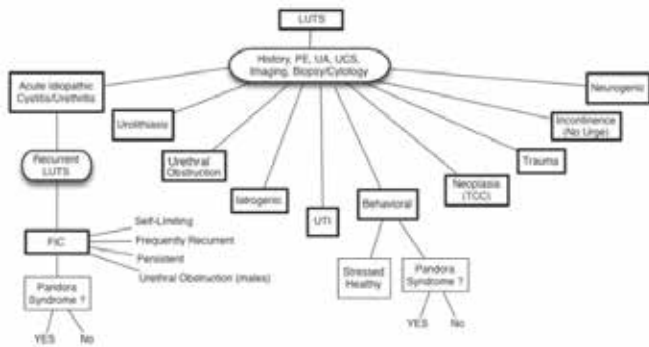 LUTS
History, PE, UA, UCS,
Imaging, Biopsy/Cytology
Acute Idiopathic
Cystitis/Urethritis
Neurogenic
Urolithiasis
Incontinence
(No Urge)
Urethral
Obstruction
Trauma
Recurrent
LUTS
Iatrogenic
UTI
Behavioral
Neoplasia
(TCC)
FIC
Self-Limiting
Frequently Recurrent
Persistent
Urethral Obstruction (males)
Stressed
Healthy
Pandora
Syndrome ?
Pandora
Syndrome ?
YES
No
YES
No